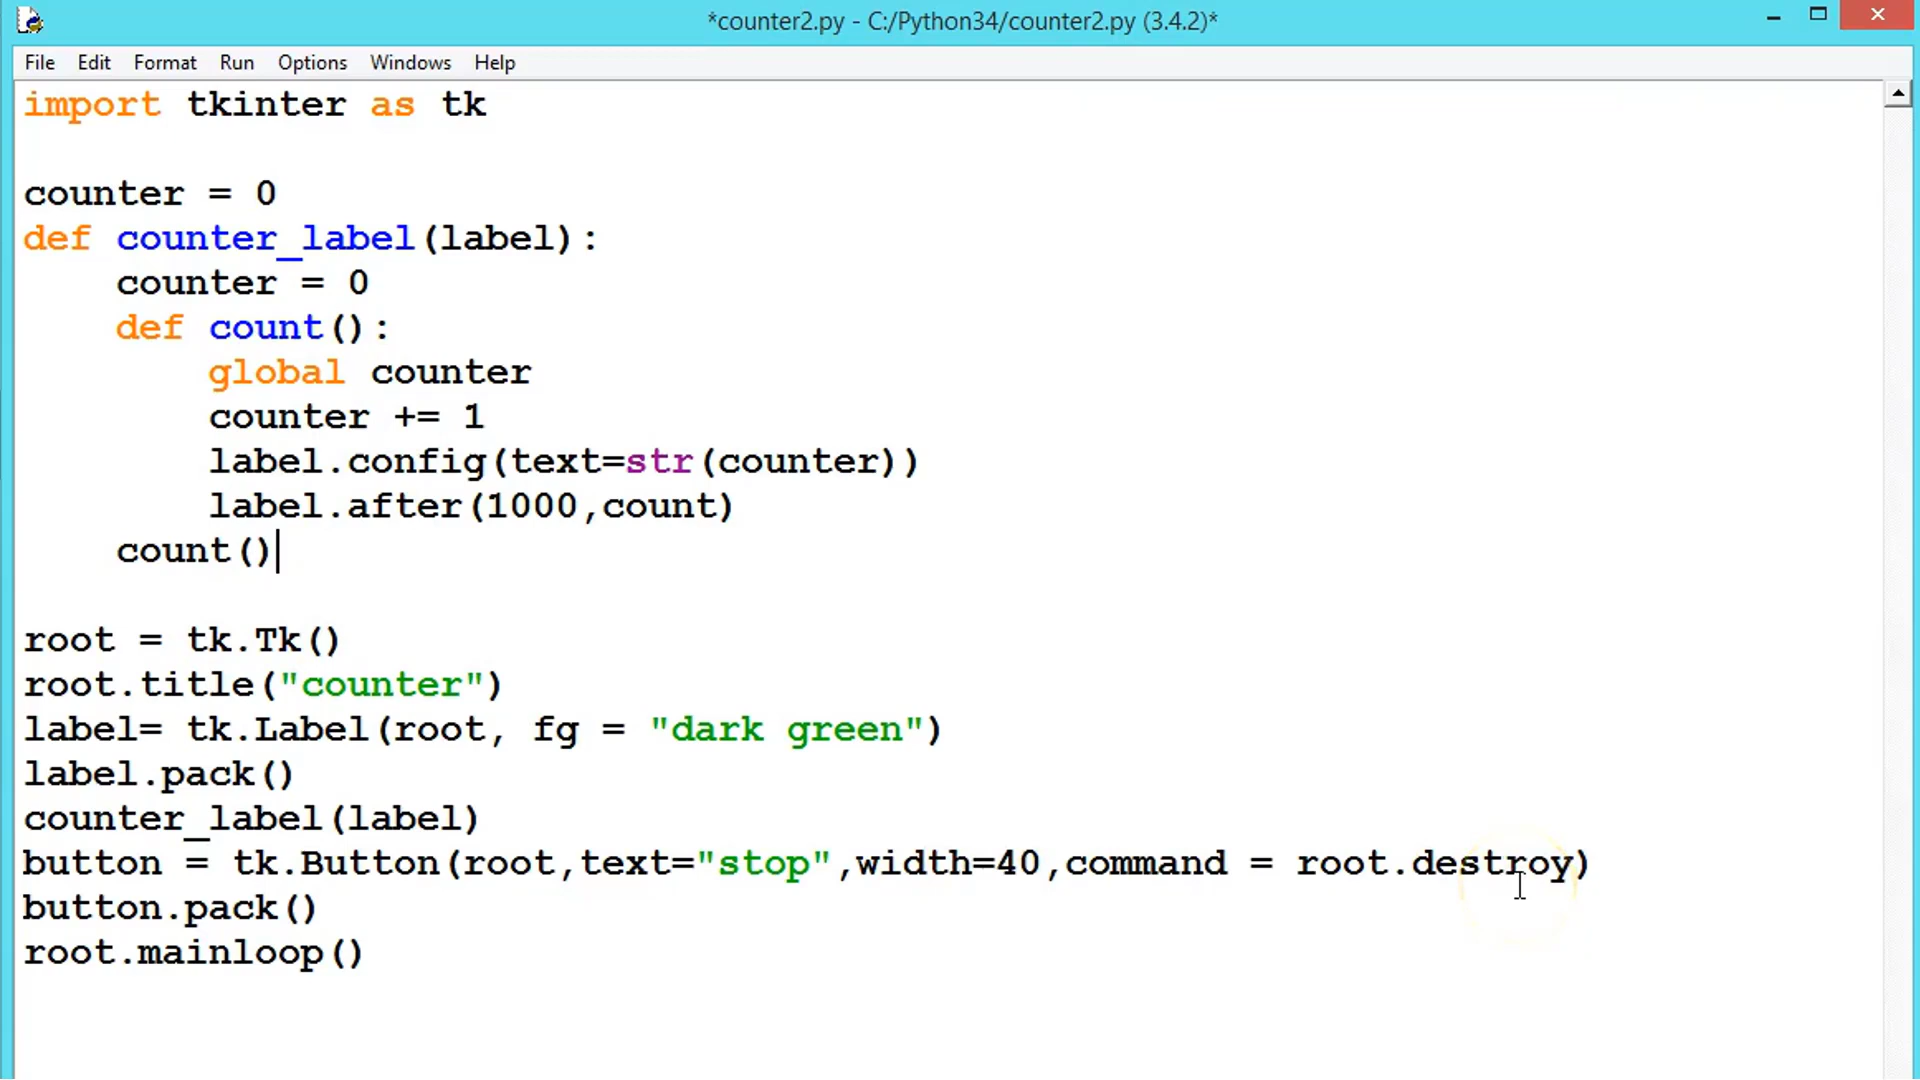 *counter2.py - C:/Python34/counter2.py (3.4.2)*
File Edit Format Run Options Windows Help
import tkinter as tk
counter = 0
def counter_label(label):
    counter = 0
    def count():
        global counter
        counter += 1
        label.config(text=str(counter))
        label.after(1000,count)
    count()
root = tk.Tk()
root.title("counter")
label= tk.Label(root, fg = "dark green")
label.pack()
counter_label(label)
button = tk.Button(root,text="stop",width=40,command = root.destroy)
button.pack()
root.mainloop()